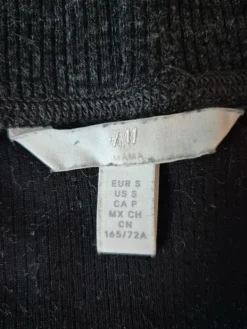 H&M
MAMA
EUR S
US S
CA P
MX CH
CN
165/72A